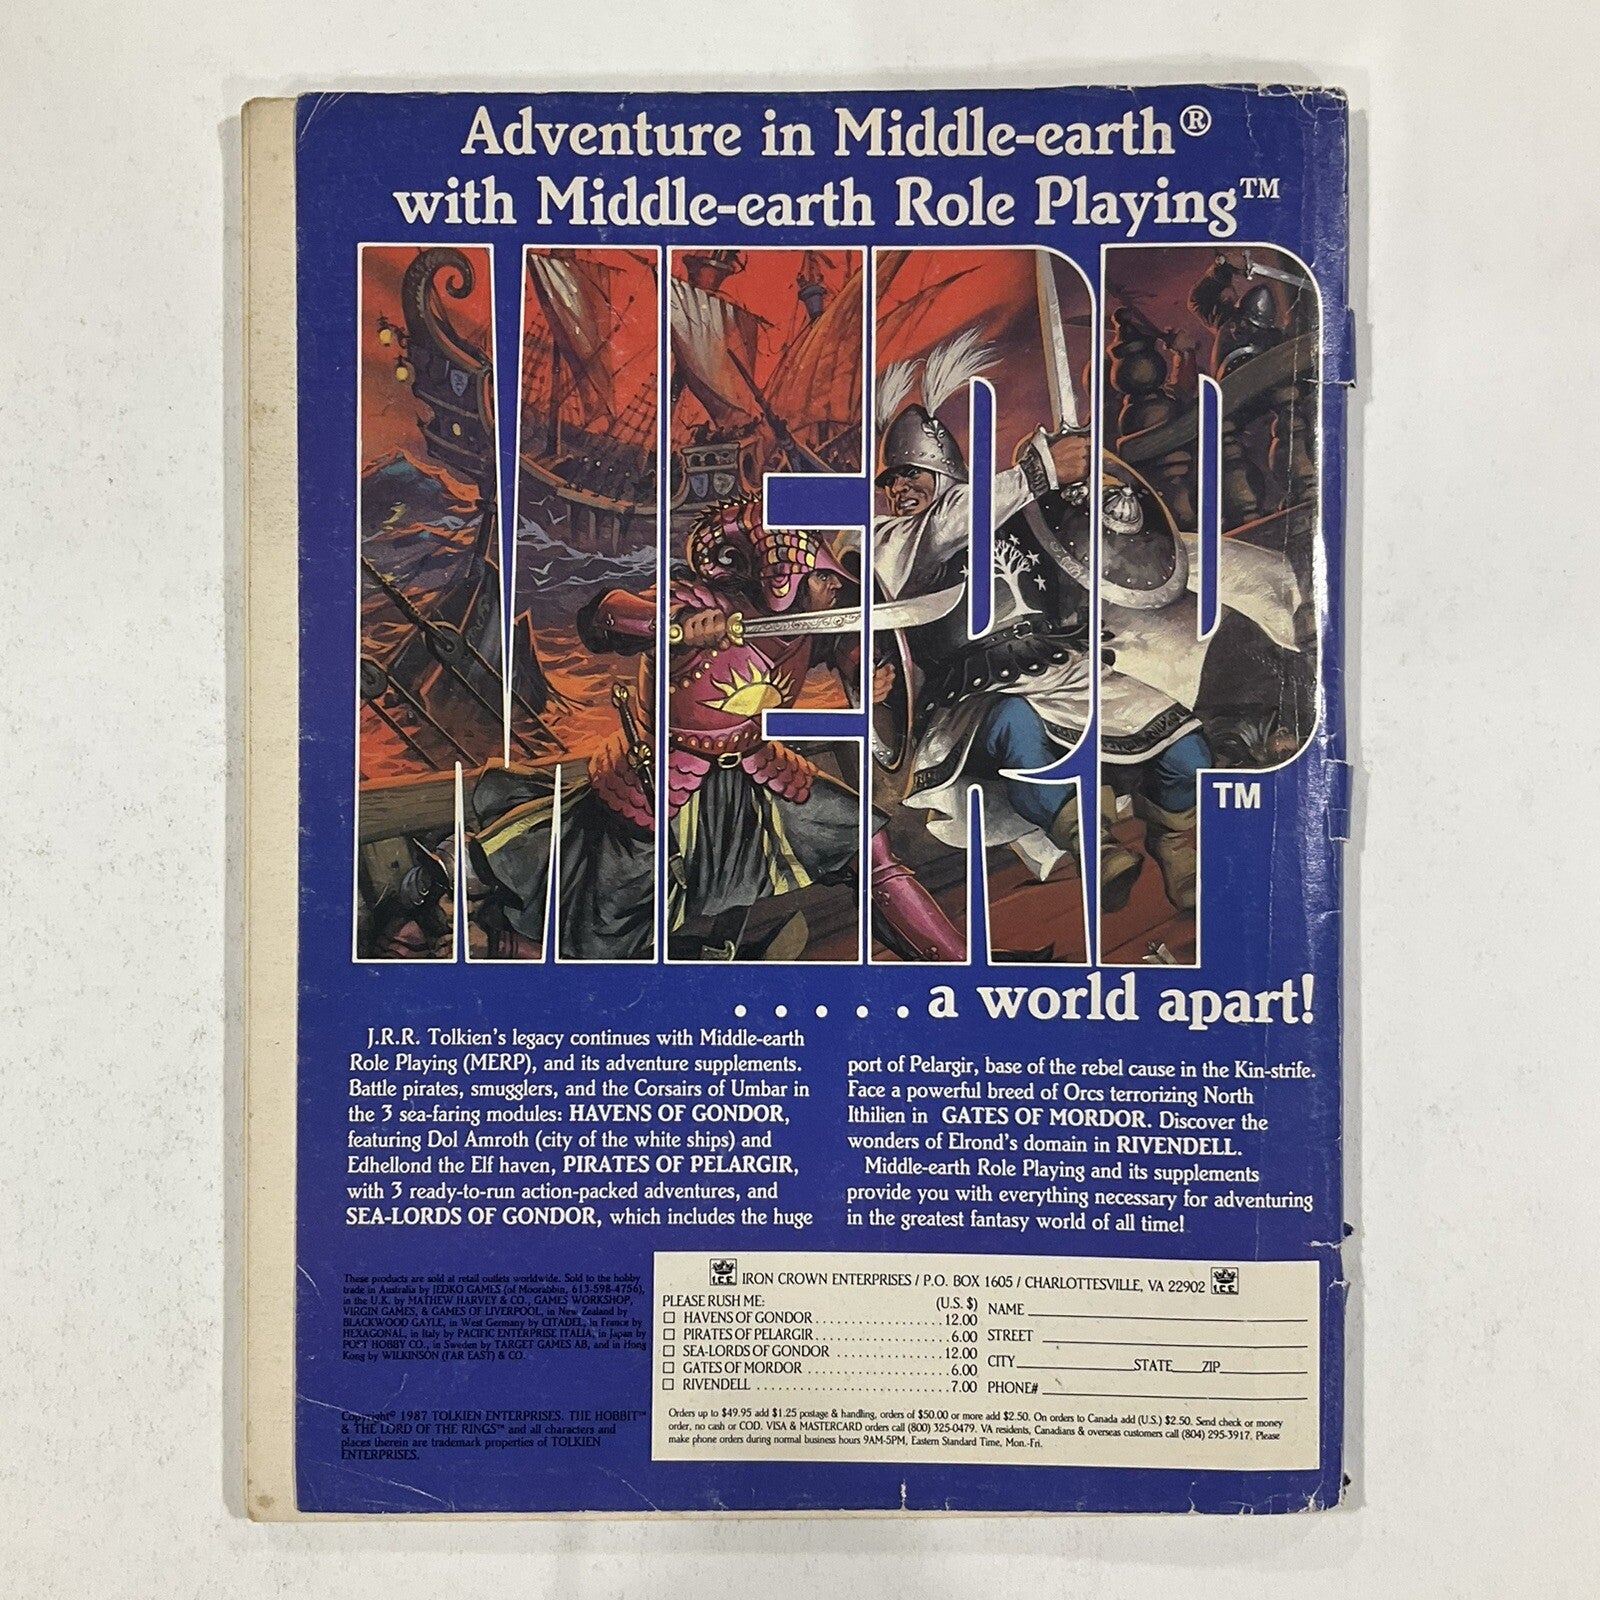 Adventure in Middle-earth®
with Middle-earth Role Playing™
MERP™
. . . . . a world apart!
J.R.R. Tolkien's legacy continues with Middle-earth
Role Playing (MERP), and its adventure supplements.
Battle pirates, smugglers, and the Corsairs of Umbar in
the 3 sea-faring modules: HAVENS OF GONDOR,
featuring Dol Amroth (city of the white ships) and
Edhellond the Elf haven, PIRATES OF PELARGIR,
with 3 ready-to-run action-packed adventures, and
SEA-LORDS OF GONDOR, which includes the huge
port of Pelargir, base of the rebel cause in the Kin-strife.
Face a powerful breed of Orcs terrorizing North
Ithilien in GATES OF MORDOR. Discover the
wonders of Elrond's domain in RIVENDELL.
Middle-earth Role Playing and its supplements
provide you with everything necessary for adventuring
in the greatest fantasy world of all time!
These products are sold at retail outlets worldwide. Sold to the hobby
trade in Australia by JEDKO GAMES (of Moorabbin, 613-598-4756),
in the U.K. by MATHEW HARVEY & CO., GAMES WORKSHOP,
VIRGIN GAMES, & GAMES OF LIVERPOOL, in New Zealand by
BLACKWOOD GAYLE, in West Germany by CITADEL, in France by
HEXAGONAL, in Italy by PACIFIC ENTERPRISE ITALIA, in Japan by
POST HOBBY CO., in Sweden by TARGET GAMES AB, and in Hong
Kong by WILKINSON (FAR EAST) & CO.
Copyright© 1987 TOLKIEN ENTERPRISES. THE HOBBIT™
& THE LORD OF THE RINGS™ and all characters and
places therein are trademark properties of TOLKIEN
ENTERPRISES.
I.C.E. IRON CROWN ENTERPRISES / P.O. BOX 1605 / CHARLOTTESVILLE, VA 22902 I.C.E.
PLEASE RUSH ME: (U.S. $)
HAVENS OF GONDOR . . . . . . . . . . . . . . . . . . 12.00
PIRATES OF PELARGIR . . . . . . . . . . . . . . . . . . 6.00
SEA-LORDS OF GONDOR . . . . . . . . . . . . . . . 12.00
GATES OF MORDOR . . . . . . . . . . . . . . . . . . . 6.00
RIVENDELL . . . . . . . . . . . . . . . . . . . . . . . . . 7.00
NAME
STREET
CITY STATE ZIP
PHONE#
Orders up to $49.95 add $1.25 postage & handling, orders of $50.00 or more add $2.50. On orders to Canada add (U.S.) $2.50. Send check or money
order, no cash or COD. VISA & MASTERCARD orders call (800) 325-0479. VA residents, Canadians & overseas customers call (804) 295-3917. Please
make phone orders during normal business hours 9AM-5PM, Eastern Standard Time, Mon.-Fri.